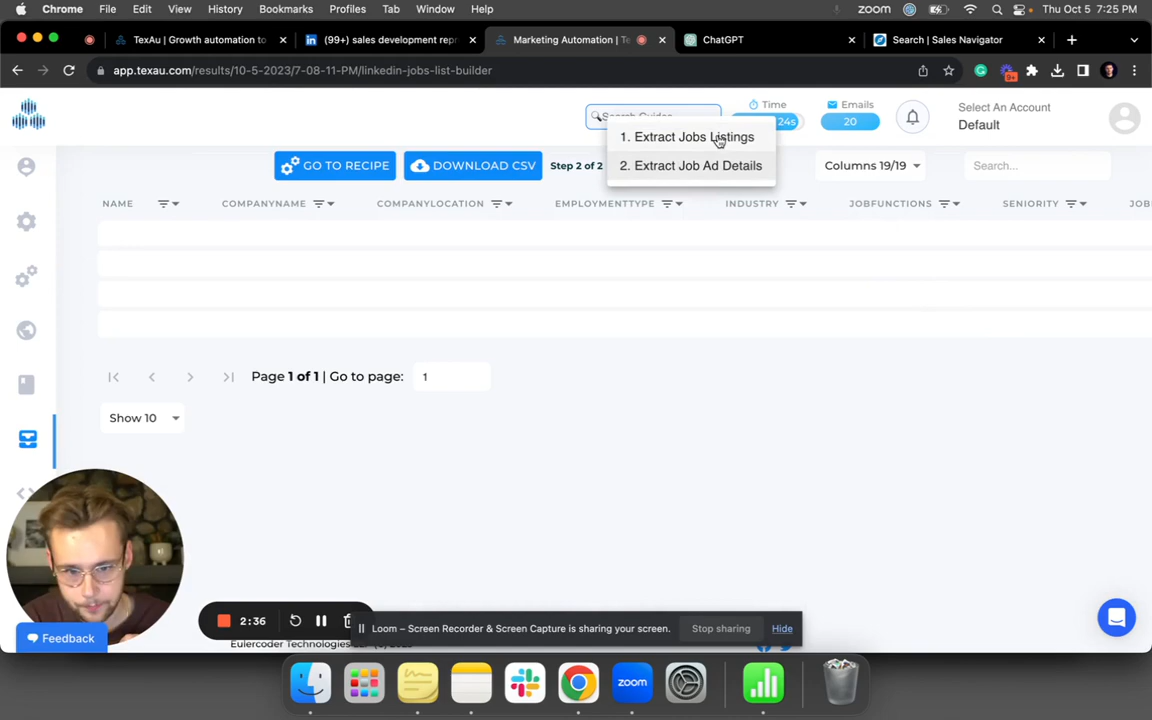 Chrome File Edit View History Bookmarks Profiles Tab Window Help zoom Thu Oct 5 7:25 PM
TexAu | Growth automation to (99+) sales development repr Marketing Automation | Te ChatGPT Search | Sales Navigator
app.texau.com/results/10-5-2023/7-08-11-PM/linkedin-jobs-list-builder 9+
Search Guides Time 24s Emails 20 Select An Account
Default
1. Extract Jobs Listings
2. Extract Job Ad Details
GO TO RECIPE DOWNLOAD CSV Step 2 of 2 Columns 19/19 Search...
NAME COMPANYNAME COMPANYLOCATION EMPLOYMENTTYPE INDUSTRY JOBFUNCTIONS SENIORITY JOB
Page 1 of 1 | Go to page: 1
Show 10
2:36 Loom – Screen Recorder & Screen Capture is sharing your screen. Stop sharing Hide
Feedback
Eulercoder Technologies
zoom